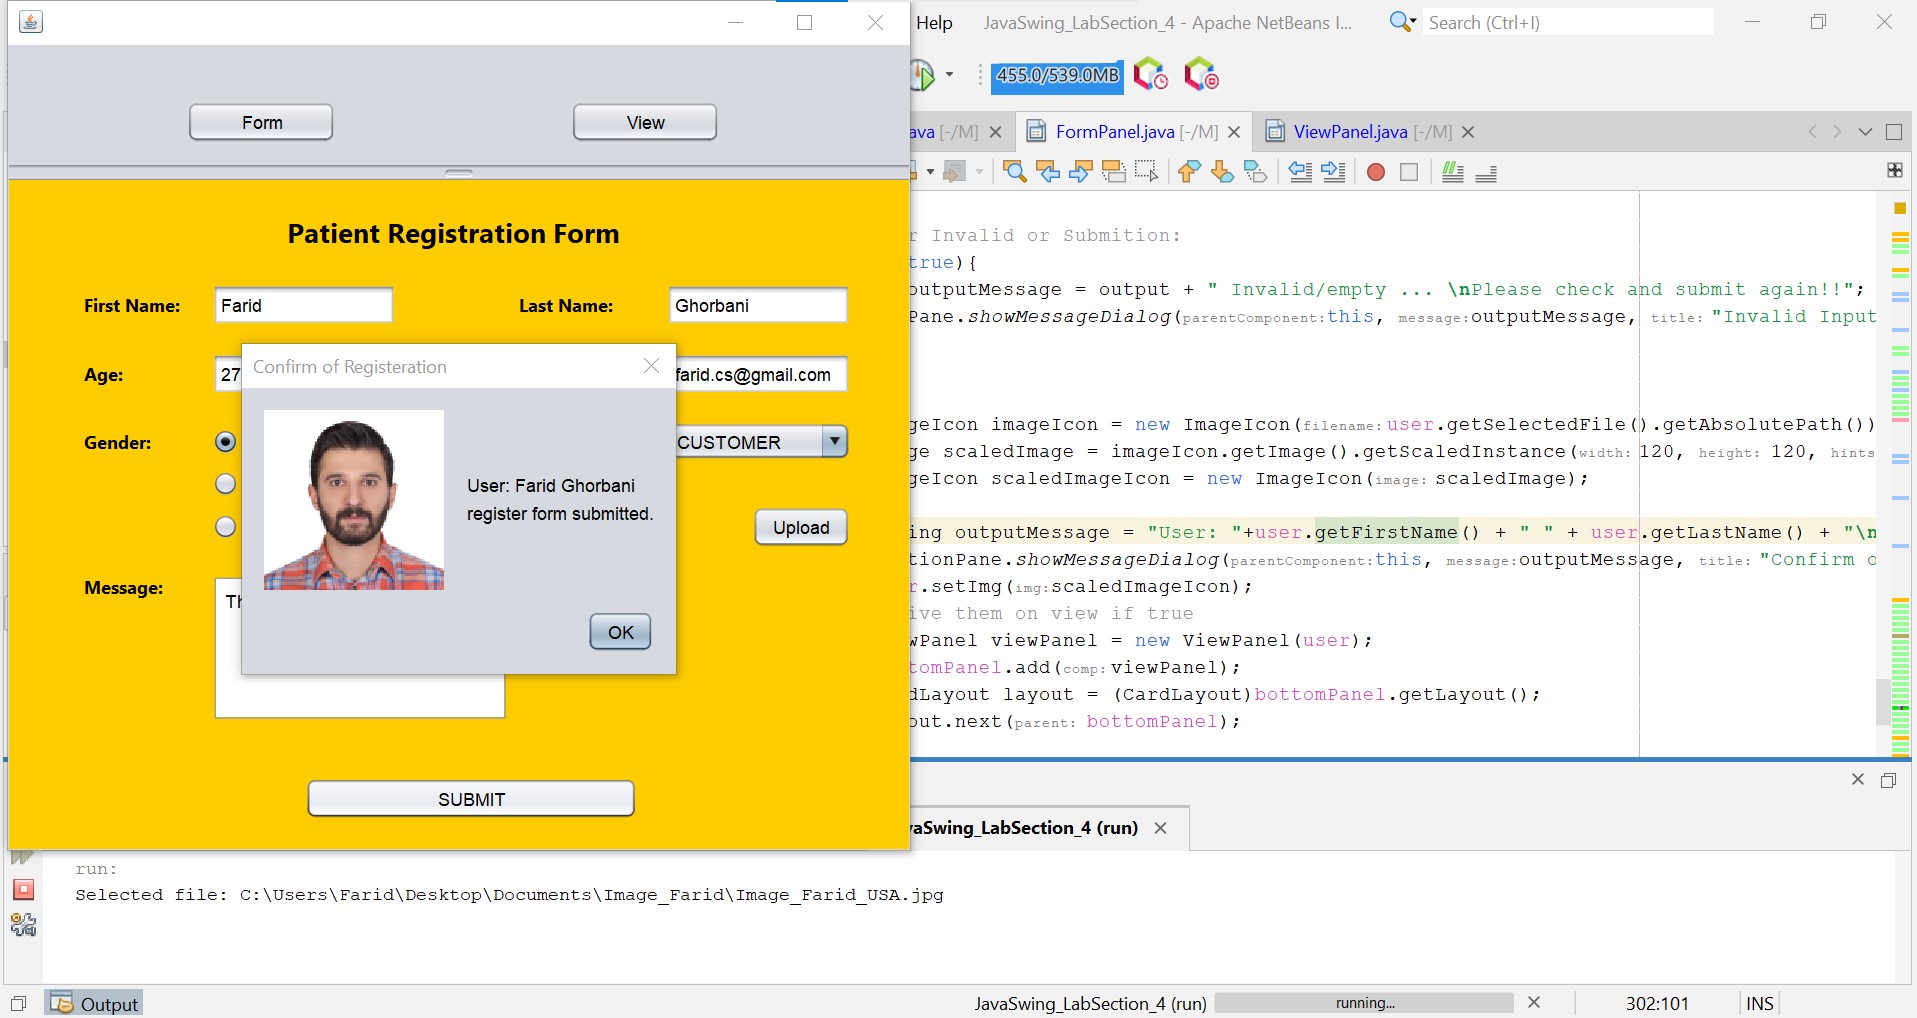 Help
JavaSwing_LabSection_4 - Apache NetBeans I...
Search (Ctrl+I)
455.0/539.0MB
Form
View
ava [-/M]
FormPanel.java [-/M]
ViewPanel.java [-/M]
Patient Registration Form
First Name:
Farid
Last Name:
Ghorbani
Age:
27
farid.cs@gmail.com
Gender:
CUSTOMER
Upload
Message:
Th
SUBMIT
Confirm of Registeration
User: Farid Ghorbani
register form submitted.
OK
r Invalid or Submition:
true){
outputMessage = output + " Invalid/empty ... \nPlease check and submit again!!";
Pane.showMessageDialog(parentComponent:this, message:outputMessage, title: "Invalid Input
geIcon imageIcon = new ImageIcon(filename:user.getSelectedFile().getAbsolutePath())
ge scaledImage = imageIcon.getImage().getScaledInstance(width:120, height: 120, hints
geIcon scaledImageIcon = new ImageIcon(image: scaledImage);
ing outputMessage = "User: "+user.getFirstName() + " " + user.getLastName() + "\n
tionPane.showMessageDialog(parentComponent:this, message:outputMessage, title: "Confirm o
r.setImg(img:scaledImageIcon);
ive them on view if true
wPanel viewPanel = new ViewPanel(user);
tomPanel.add(comp:viewPanel);
dLayout layout = (CardLayout)bottomPanel.getLayout();
out.next(parent: bottomPanel);
vaSwing_LabSection_4 (run)
run:
Selected file: C:\Users\Farid\Desktop\Documents\Image_Farid\Image_Farid_USA.jpg
Output
JavaSwing_LabSection_4 (run)
running...
302:101
INS